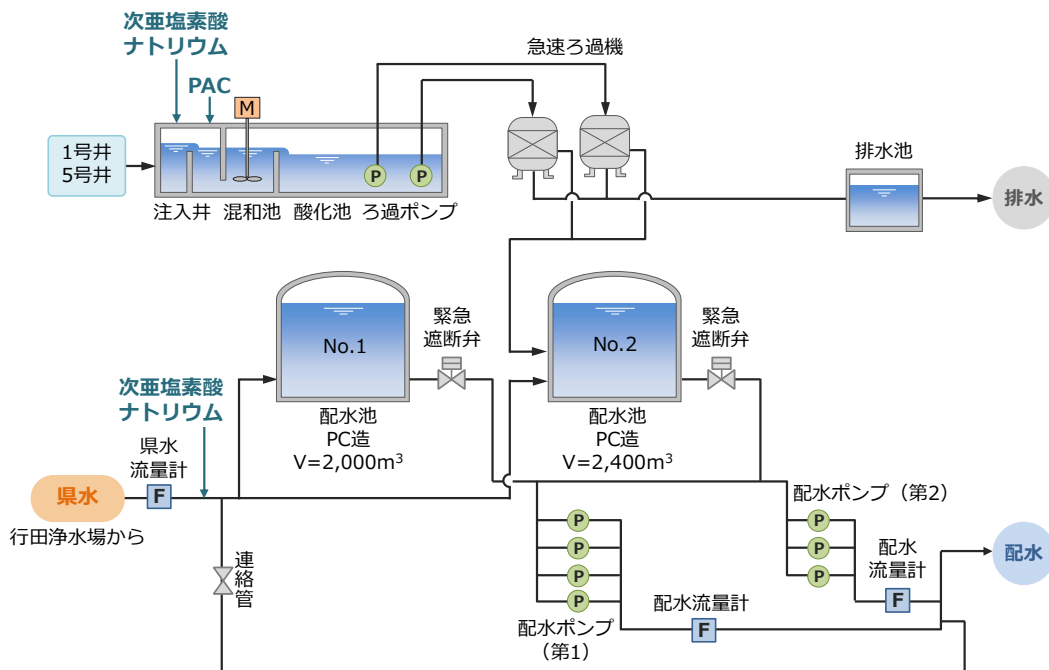 次亜塩素酸
ナトリウム
PAC
M
急速ろ過機
1号井
5号井
P
P
注入井
混和池
酸化池
ろ過ポンプ
排水池
排水
No.1
緊急
遮断弁
No.2
緊急
遮断弁
配水池
PC造
V=2,000m³
配水池
PC造
V=2,400m³
次亜塩素酸
ナトリウム
県水
流量計
県水
F
行田浄水場から
連絡管
P
P
P
P
配水ポンプ
(第1)
配水流量計
F
配水ポンプ(第2)
P
P
P
配水
流量計
F
配水